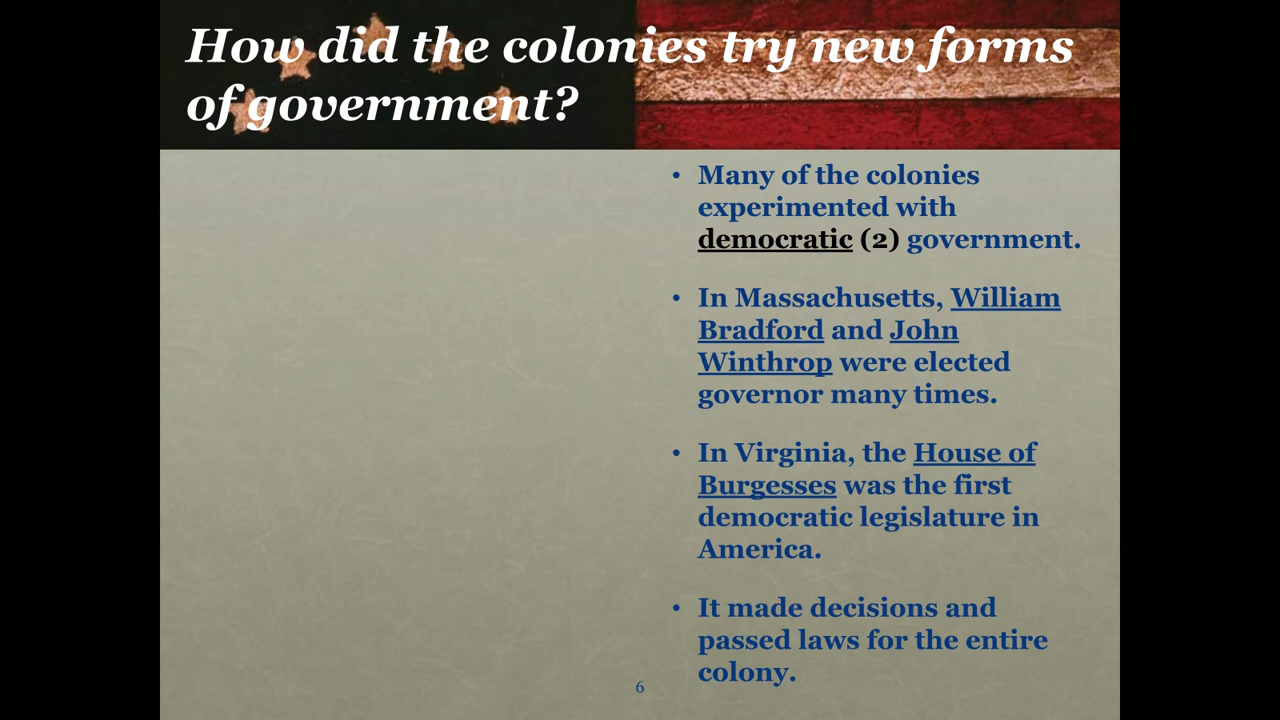 How did the colonies try new forms
of government?
• Many of the colonies
experimented with
democratic (2) government.
• In Massachusetts, William
Bradford and John
Winthrop were elected
governor many times.
• In Virginia, the House of
Burgesses was the first
democratic legislature in
America.
• It made decisions and
passed laws for the entire
colony.
6